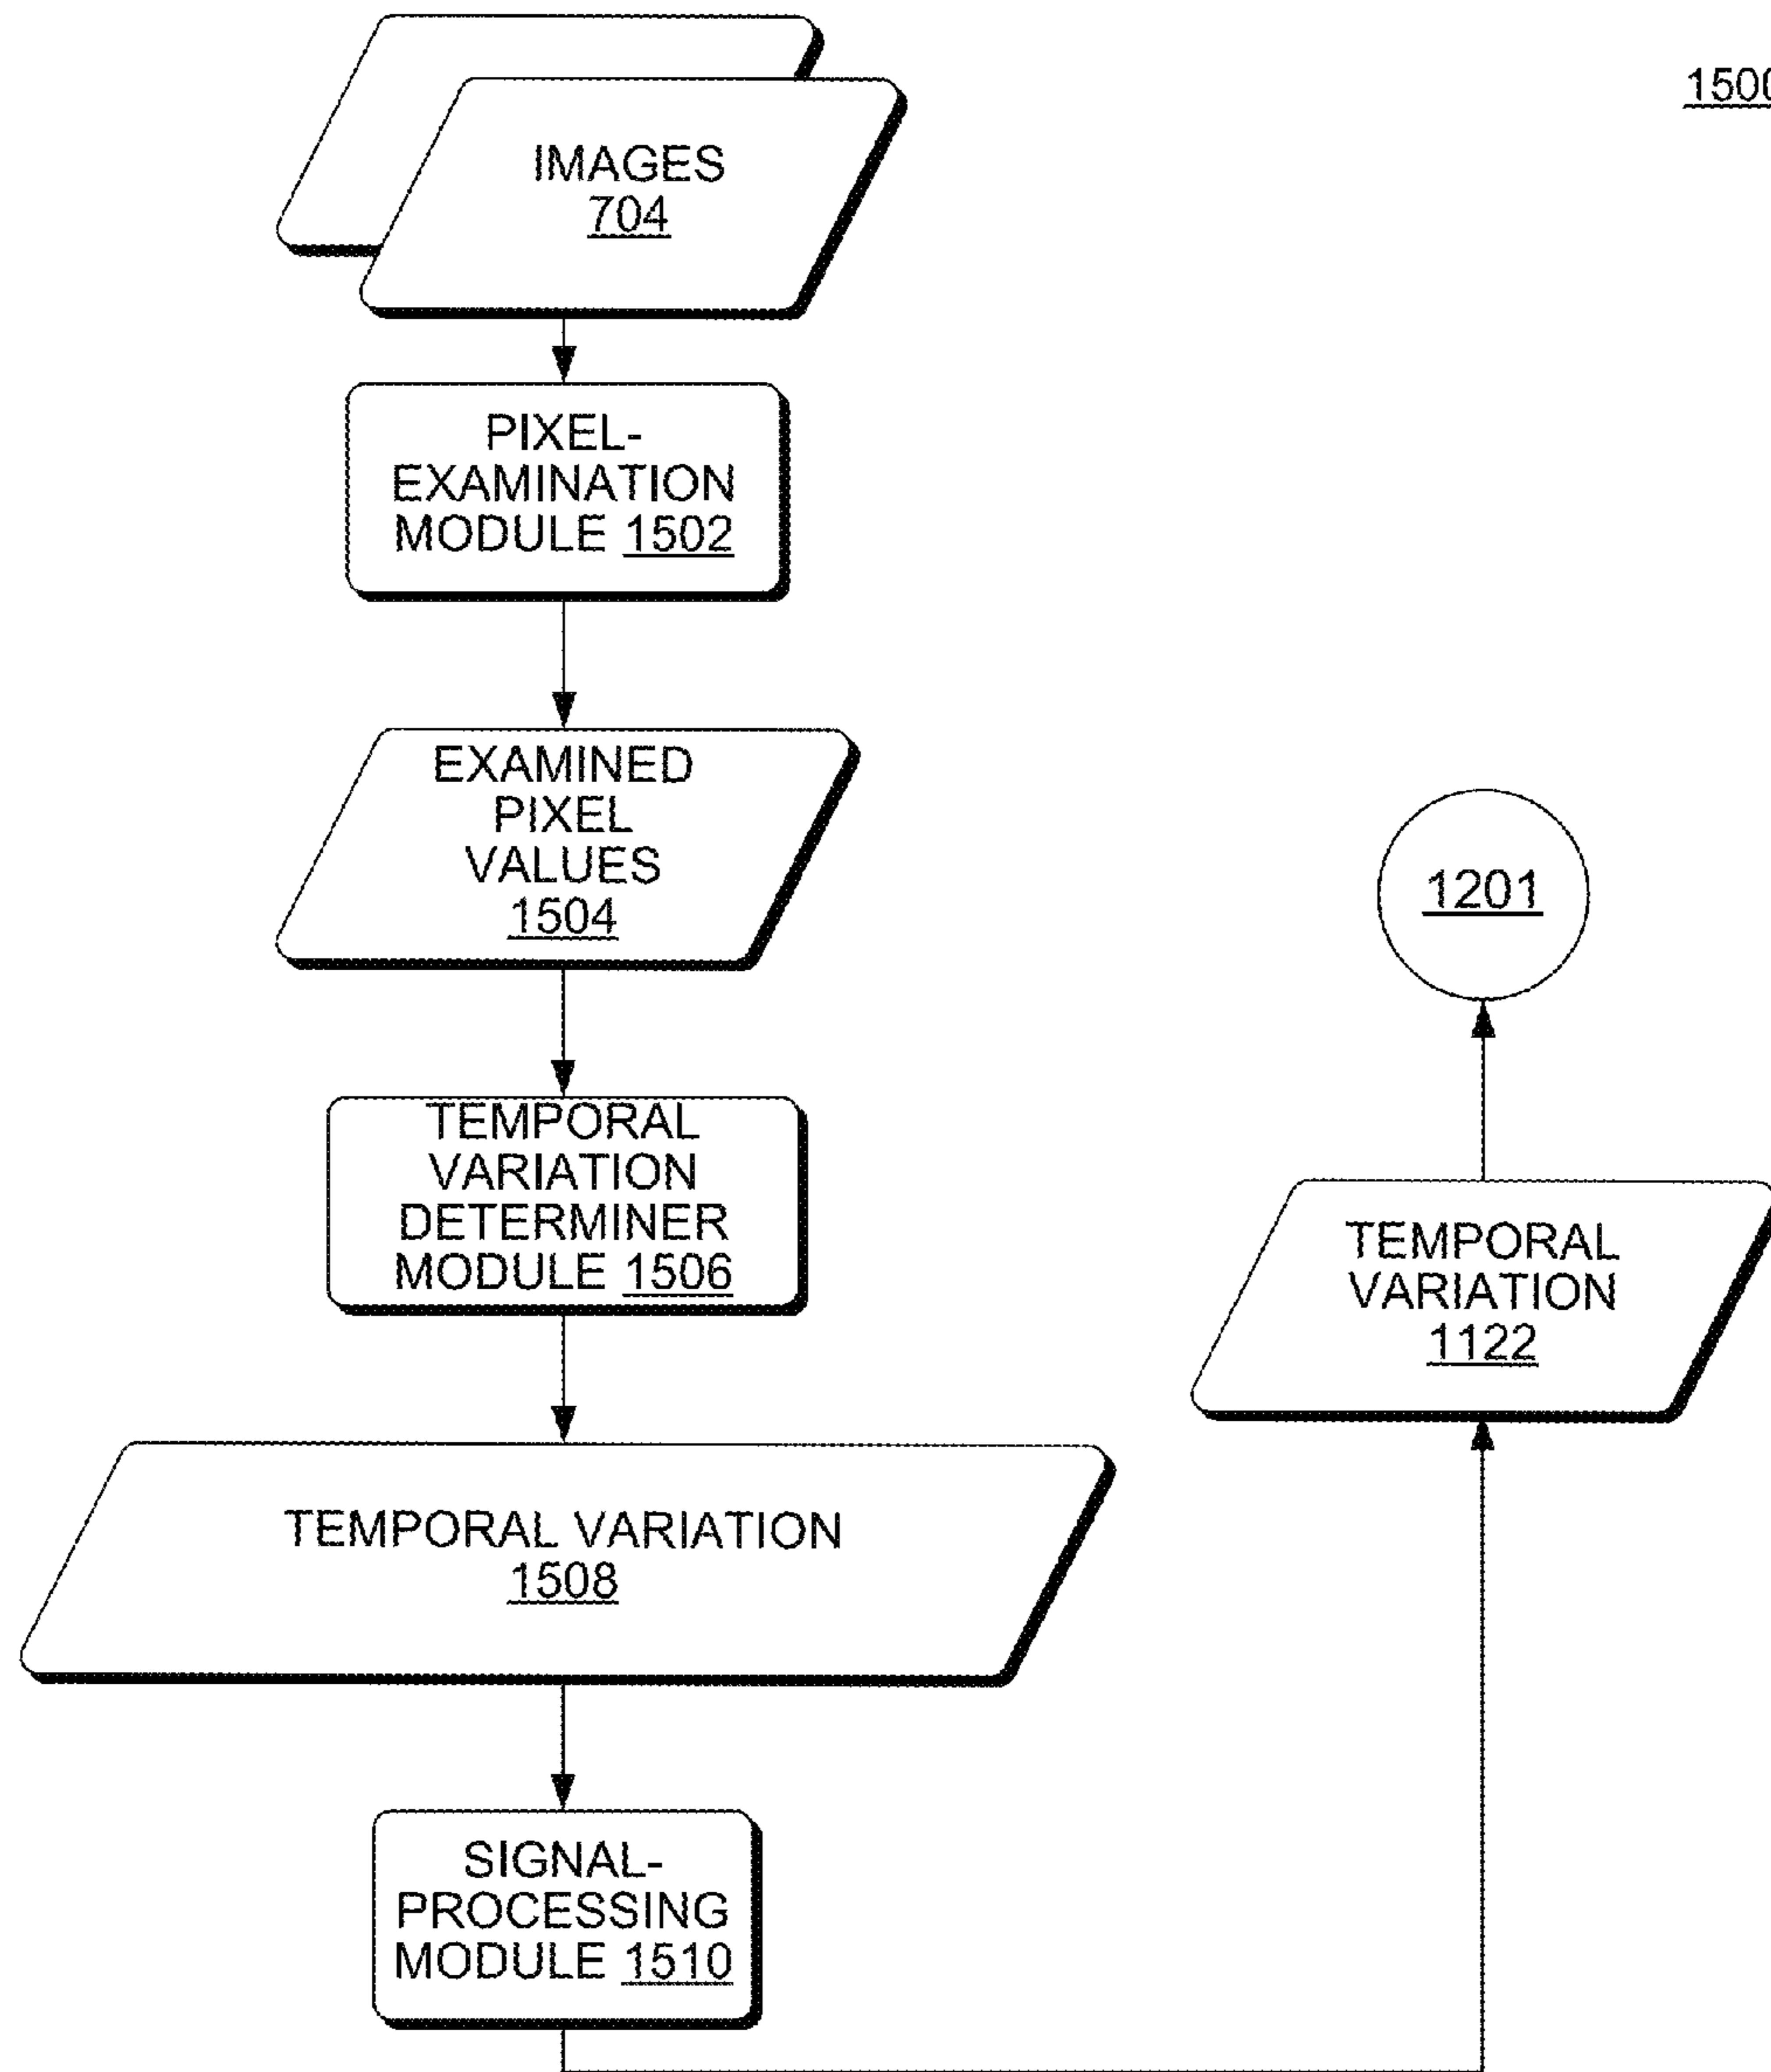 1500
IMAGES
704
PIXEL-
EXAMINATION
MODULE 1502
EXAMINED
PIXEL
VALUES
1504
TEMPORAL
VARIATION
DETERMINER
MODULE 1506
TEMPORAL VARIATION
1508
SIGNAL-
PROCESSING
MODULE 1510
TEMPORAL
VARIATION
1122
1201